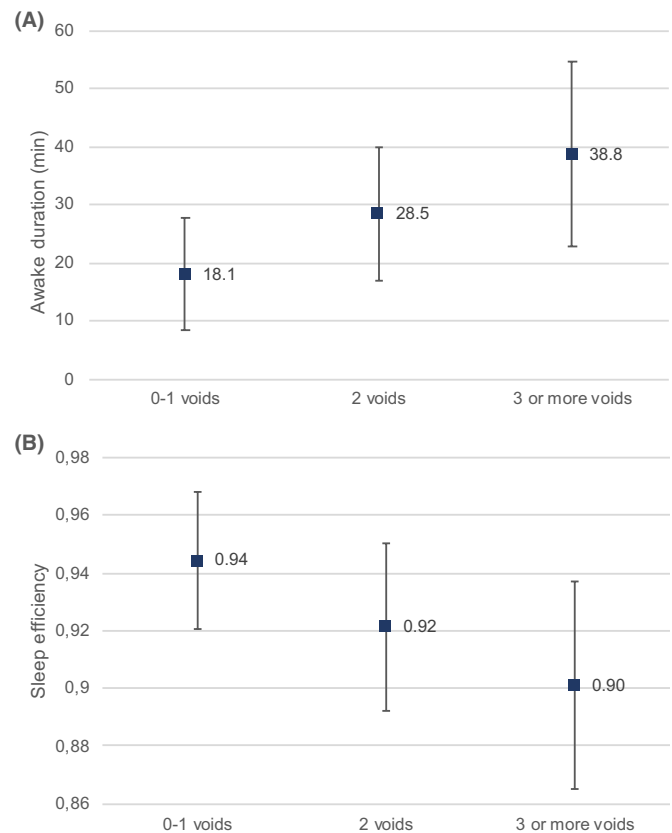 (A)
Awake duration (min)
60
50
40
30
20
10
0
18.1
28.5
38.8
0-1 voids
2 voids
3 or more voids
(B)
Sleep efficiency
0,98
0,96
0,94
0,92
0,9
0,88
0,86
0.94
0.92
0.90
0-1 voids
2 voids
3 or more voids